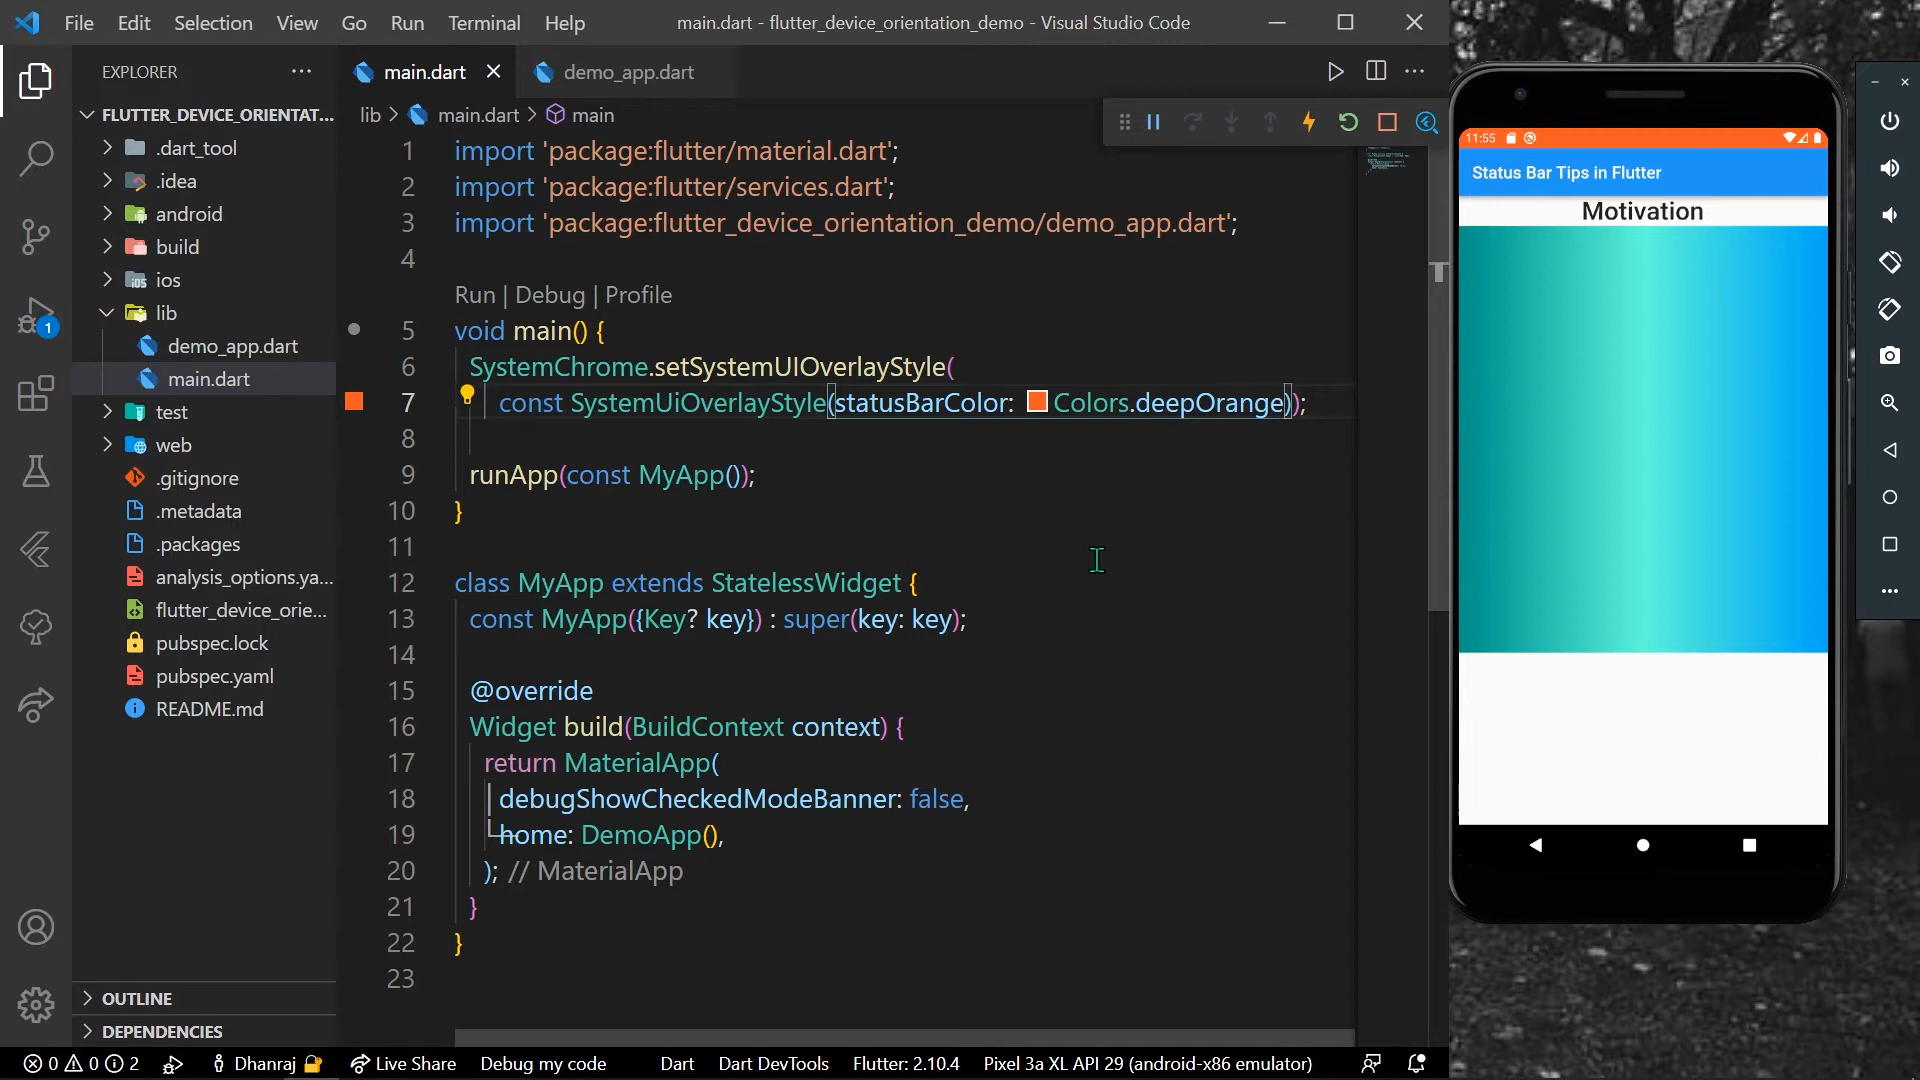 File Edit Selection View Go Run Terminal Help
main.dart - flutter_device_orientation_demo - Visual Studio Code
EXPLORER
FLUTTER_DEVICE_ORIENTAT...
.dart_tool
.idea
android
build
ios
lib
demo_app.dart
main.dart
test
web
.gitignore
.metadata
.packages
analysis_options.ya...
flutter_device_orie...
pubspec.lock
pubspec.yaml
README.md
OUTLINE
DEPENDENCIES
1
main.dart
demo_app.dart
lib > main.dart > main
1 import 'package:flutter/material.dart';
2 import 'package:flutter/services.dart';
3 import 'package:flutter_device_orientation_demo/demo_app.dart';
4
Run | Debug | Profile
5 void main() {
6 SystemChrome.setSystemUIOverlayStyle(
7 const SystemUiOverlayStyle(statusBarColor: Colors.deepOrange));
8
9 runApp(const MyApp());
10 }
11
12 class MyApp extends StatelessWidget {
13 const MyApp({Key? key}) : super(key: key);
14
15 @override
16 Widget build(BuildContext context) {
17 return MaterialApp(
18 debugShowCheckedModeBanner: false,
19 home: DemoApp(),
20 ); // MaterialApp
21 }
22 }
23
11:55
Status Bar Tips in Flutter
Motivation
0 0 2 Dhanraj Live Share Debug my code Dart Dart DevTools Flutter: 2.10.4 Pixel 3a XL API 29 (android-x86 emulator)